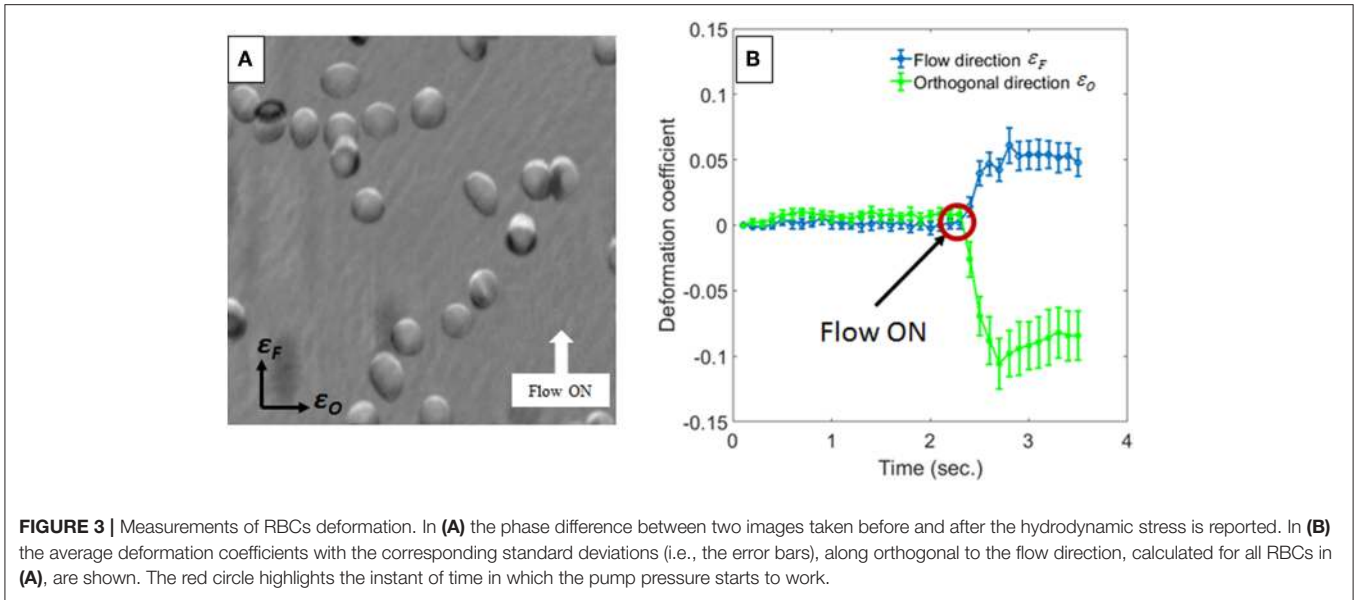 A
ε_F
ε_O
Flow ON
B
Flow direction ε_F
Orthogonal direction ε_O
Deformation coefficient
0.15
0.1
0.05
0
-0.05
-0.1
-0.15
Flow ON
0 1 2 3 4
Time (sec.)
FIGURE 3 | Measurements of RBCs deformation. In (A) the phase difference between two images taken before and after the hydrodynamic stress is reported. In (B)
the average deformation coefficients with the corresponding standard deviations (i.e., the error bars), along orthogonal to the flow direction, calculated for all RBCs in
(A), are shown. The red circle highlights the instant of time in which the pump pressure starts to work.